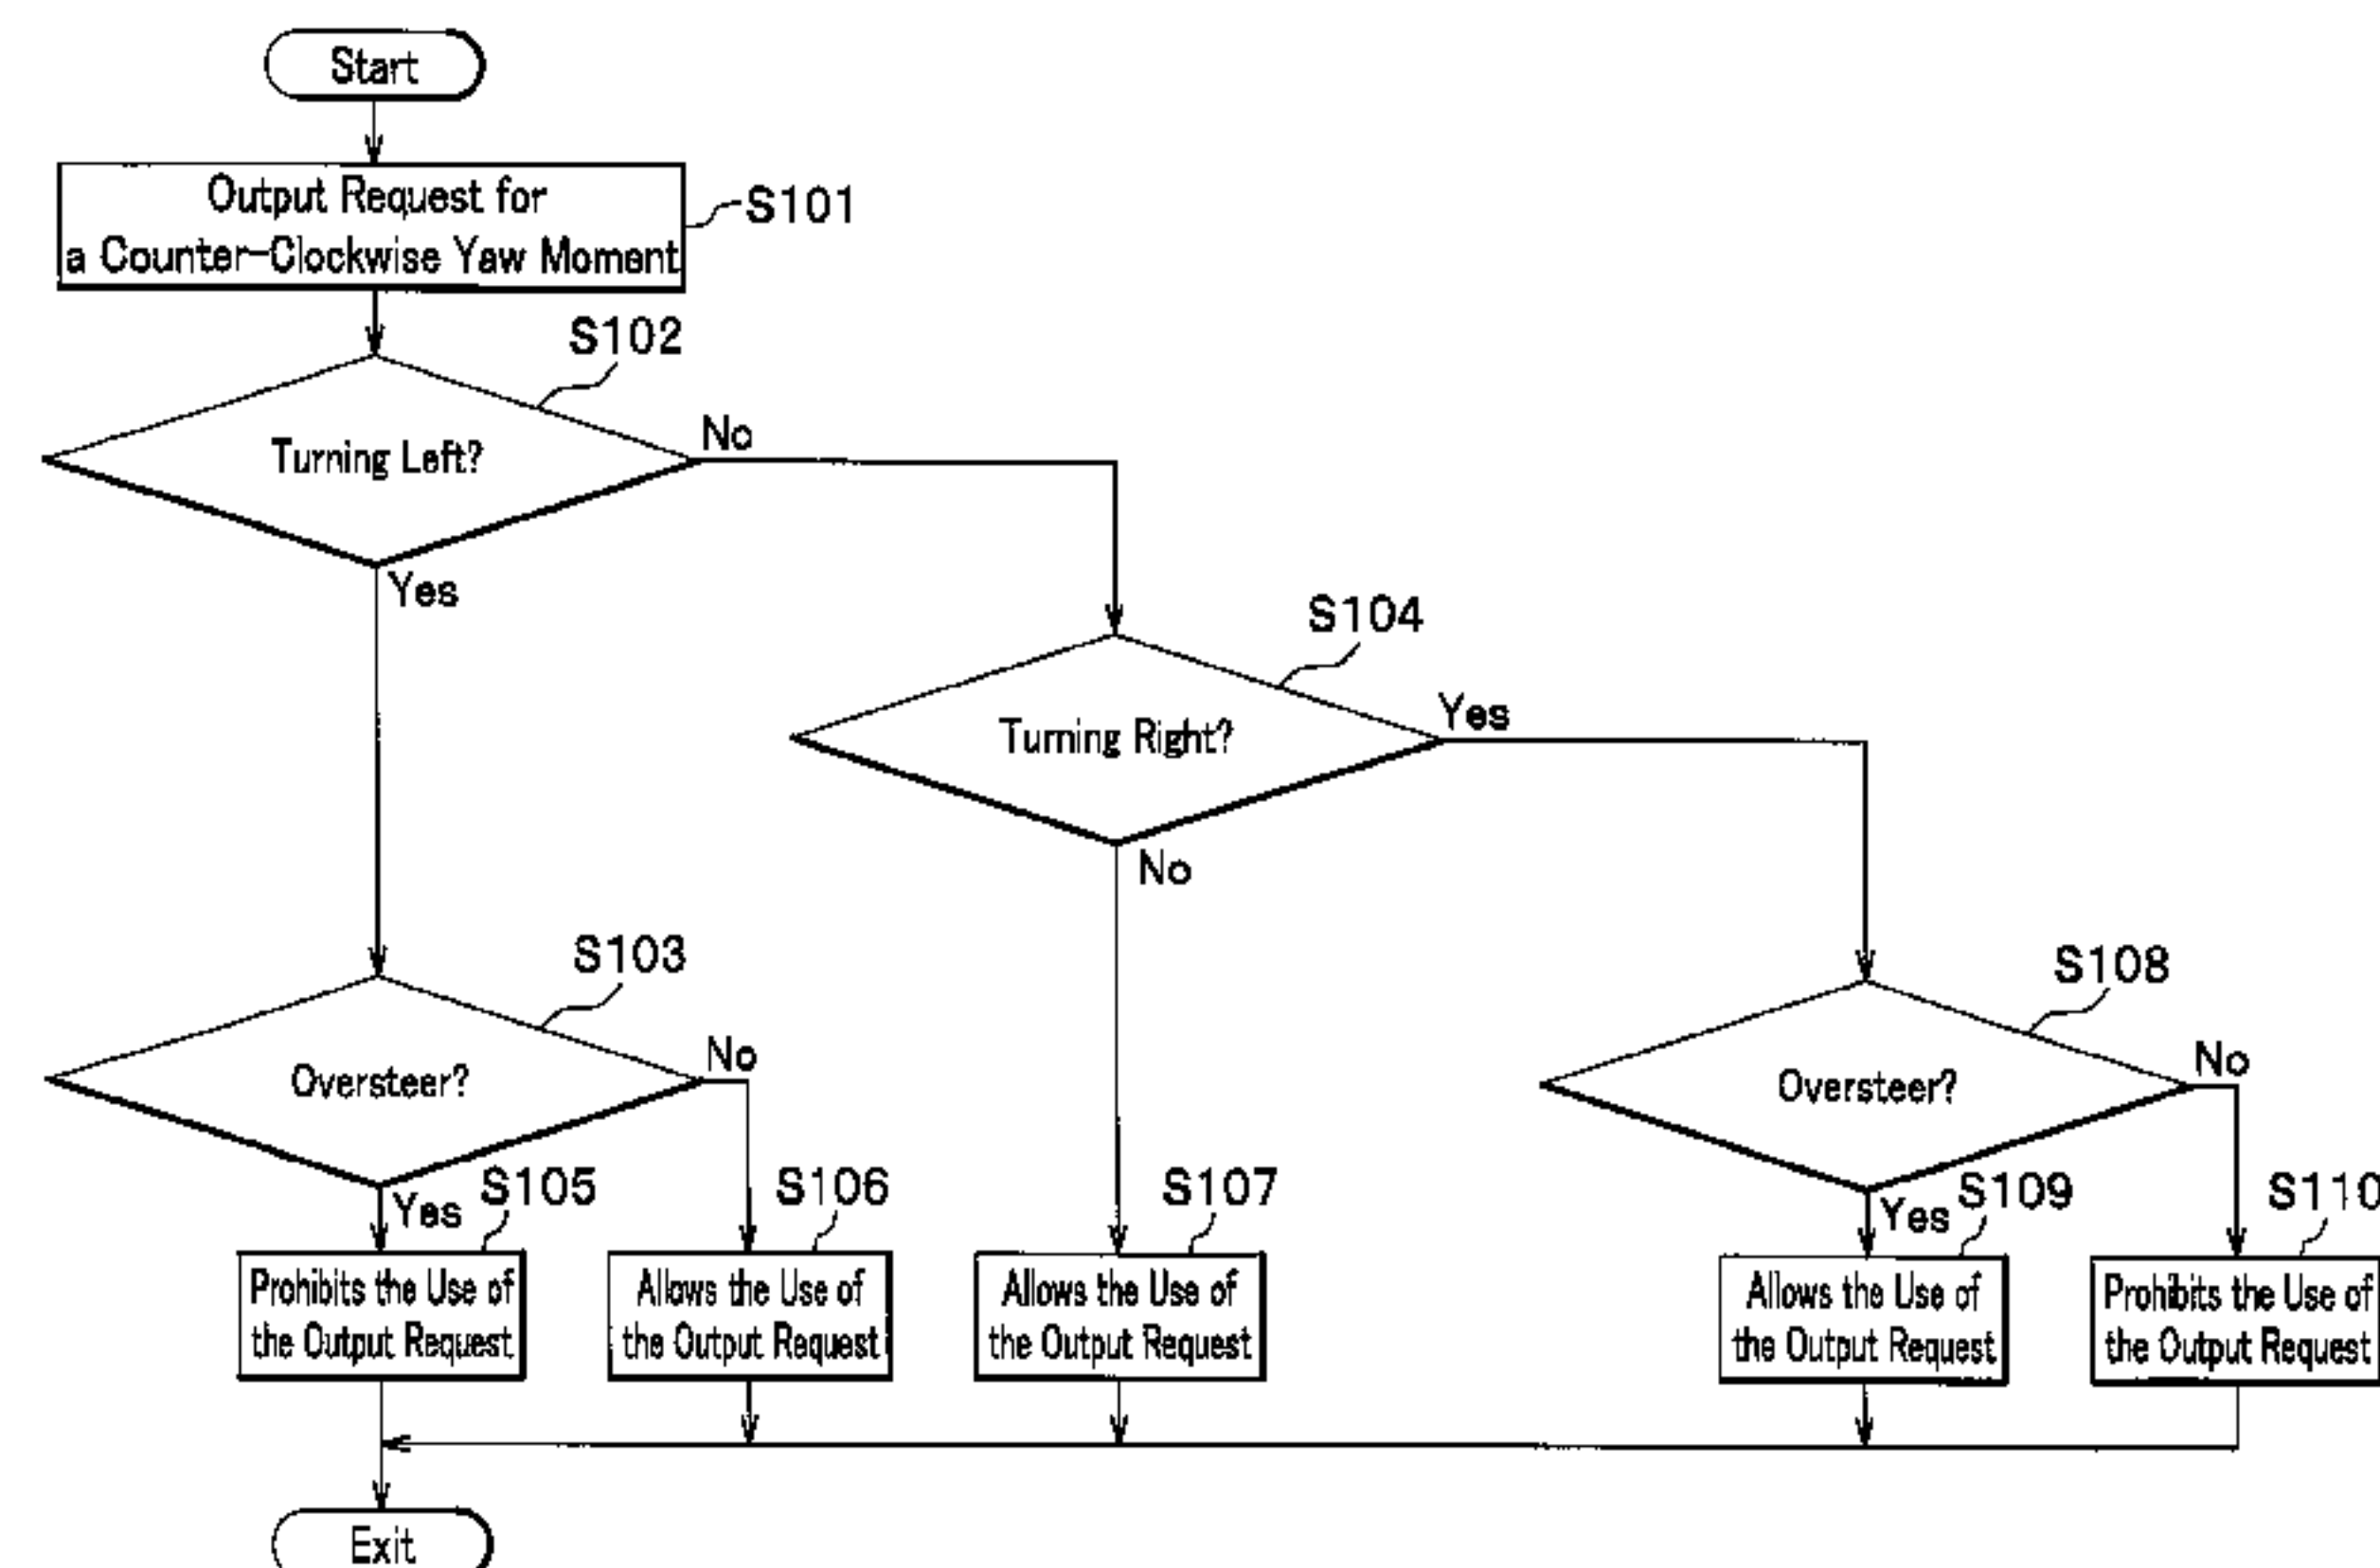 Start
Output Request for
a Counter-Clockwise Yaw Moment
S101
S102
Turning Left?
No
Yes
S104
Turning Right?
Yes
No
S103
Oversteer?
No
Yes
S108
Oversteer?
No
Yes
S105
Prohibits the Use of
the Output Request
S106
Allows the Use of
the Output Request
S107
Allows the Use of
the Output Request
S109
Allows the Use of
the Output Request
S110
Prohibits the Use of
the Output Request
Exit